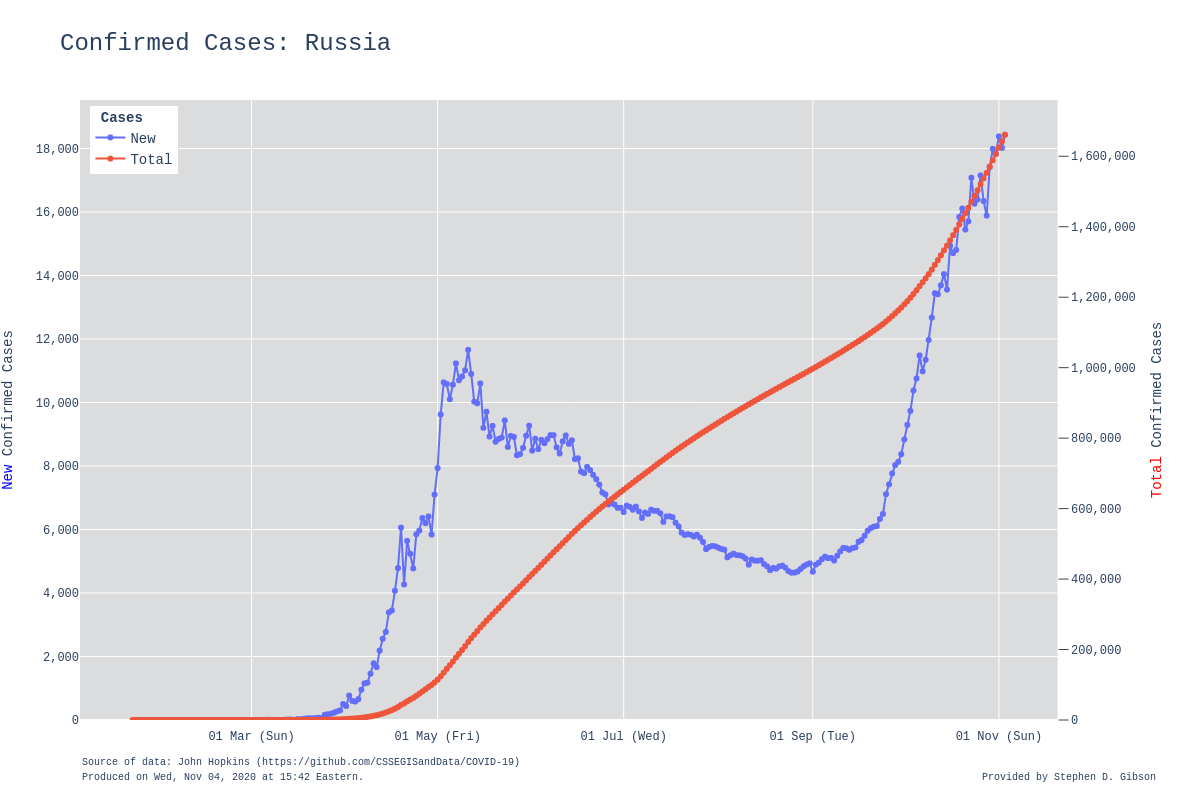 Confirmed Cases: Russia
Cases
New
Total
18,000
16,000
14,000
12,000
10,000
8,000
6,000
4,000
2,000
0
New Confirmed Cases
1,600,000
1,400,000
1,200,000
1,000,000
800,000
600,000
400,000
200,000
0
Total Confirmed Cases
01 Mar (Sun)
01 May (Fri)
01 Jul (Wed)
01 Sep (Tue)
01 Nov (Sun)
Source of data: John Hopkins (https://github.com/CSSEGISandData/COVID-19)
Produced on Wed, Nov 04, 2020 at 15:42 Eastern.
Provided by Stephen D. Gibson